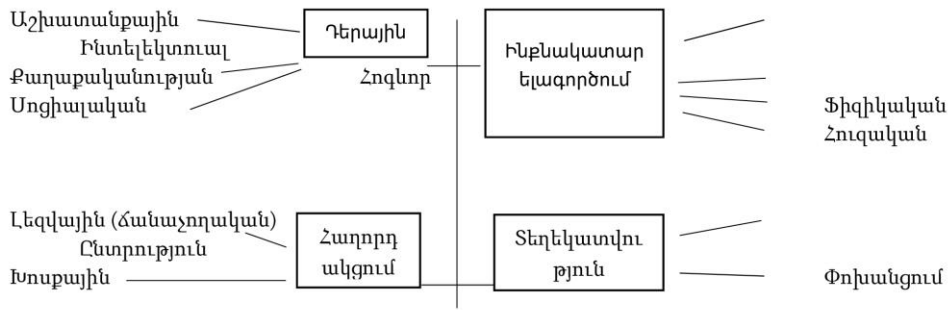 Աշխատանքային
Ինտելեկտուալ
Քաղաքականության
Սոցիալական
Դերային
Հոգևոր
Ինքնակատար
ելագործում
Ֆիզիկական
Հուզական
Լեզվային (ճանաչողական)
Ընտրություն
Խոսքային
Հաղորդ
ակցում
Տեղեկատվու
թյուն
Փոխանցում